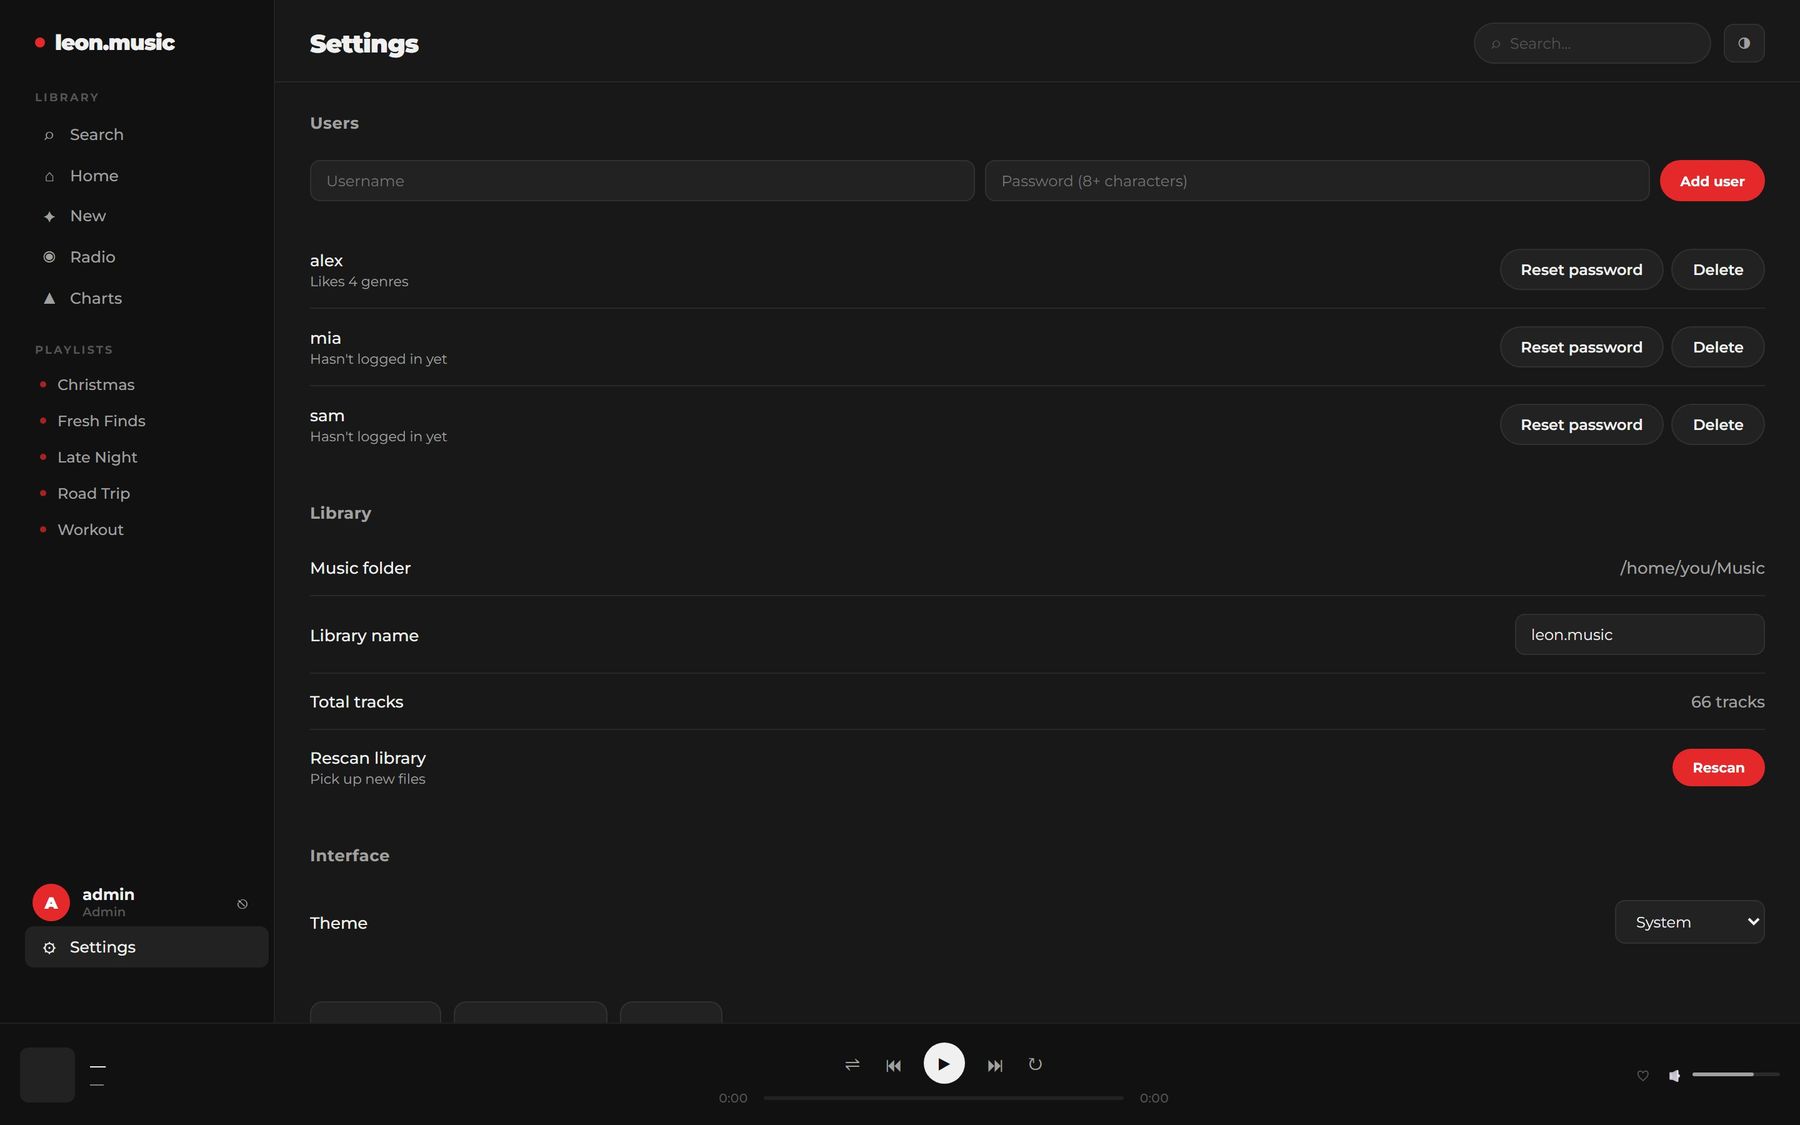 leon.music
LIBRARY
Search
Home
New
Radio
Charts
PLAYLISTS
Christmas
Fresh Finds
Late Night
Road Trip
Workout
A
admin
Admin
Settings
Settings
Search...
Users
Username
Password (8+ characters)
Add user
alex
Likes 4 genres
Reset password
Delete
mia
Hasn't logged in yet
Reset password
Delete
sam
Hasn't logged in yet
Reset password
Delete
Library
Music folder
/home/you/Music
Library name
leon.music
Total tracks
66 tracks
Rescan library
Pick up new files
Rescan
Interface
Theme
System
—
—
0:00
0:00